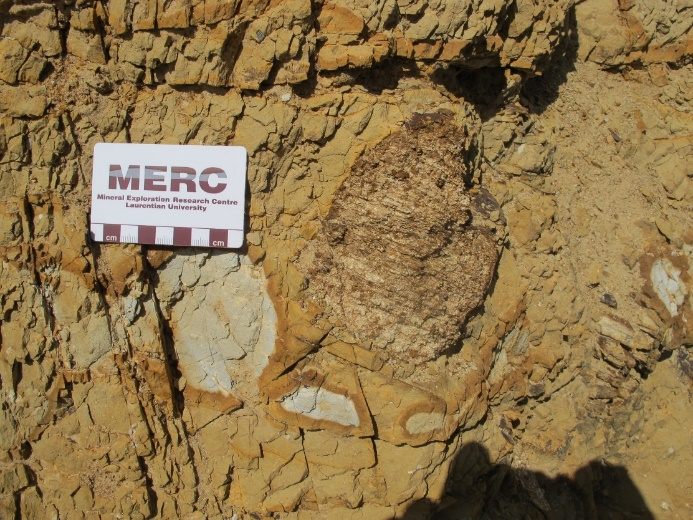 MERC
Mineral Exploration Research Centre
Laurentian University
cm cm